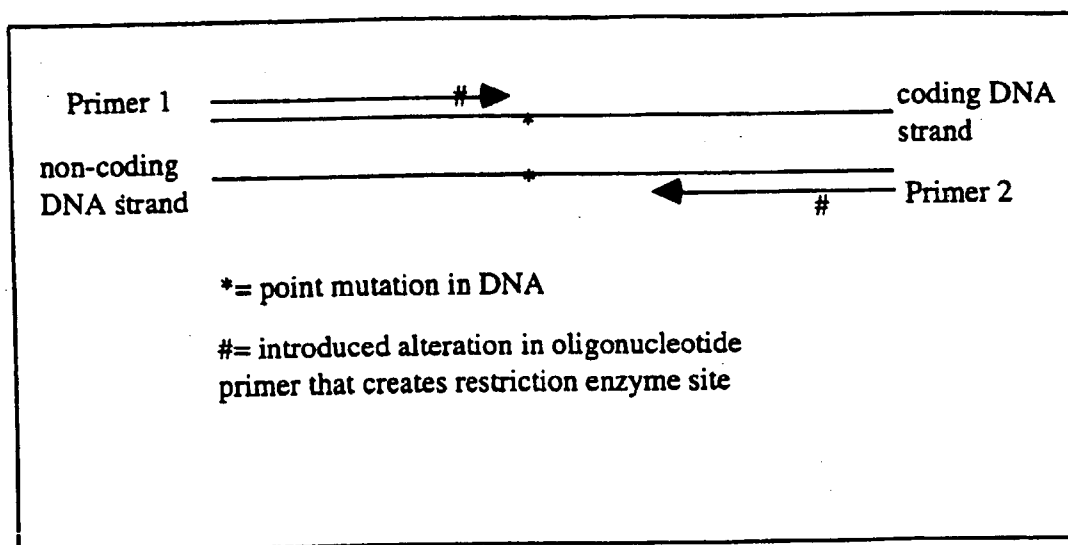 Primer 1
#
coding DNA
strand
*
non-coding
DNA strand
*
#
Primer 2
*= point mutation in DNA
#= introduced alteration in oligonucleotide
primer that creates restriction enzyme site